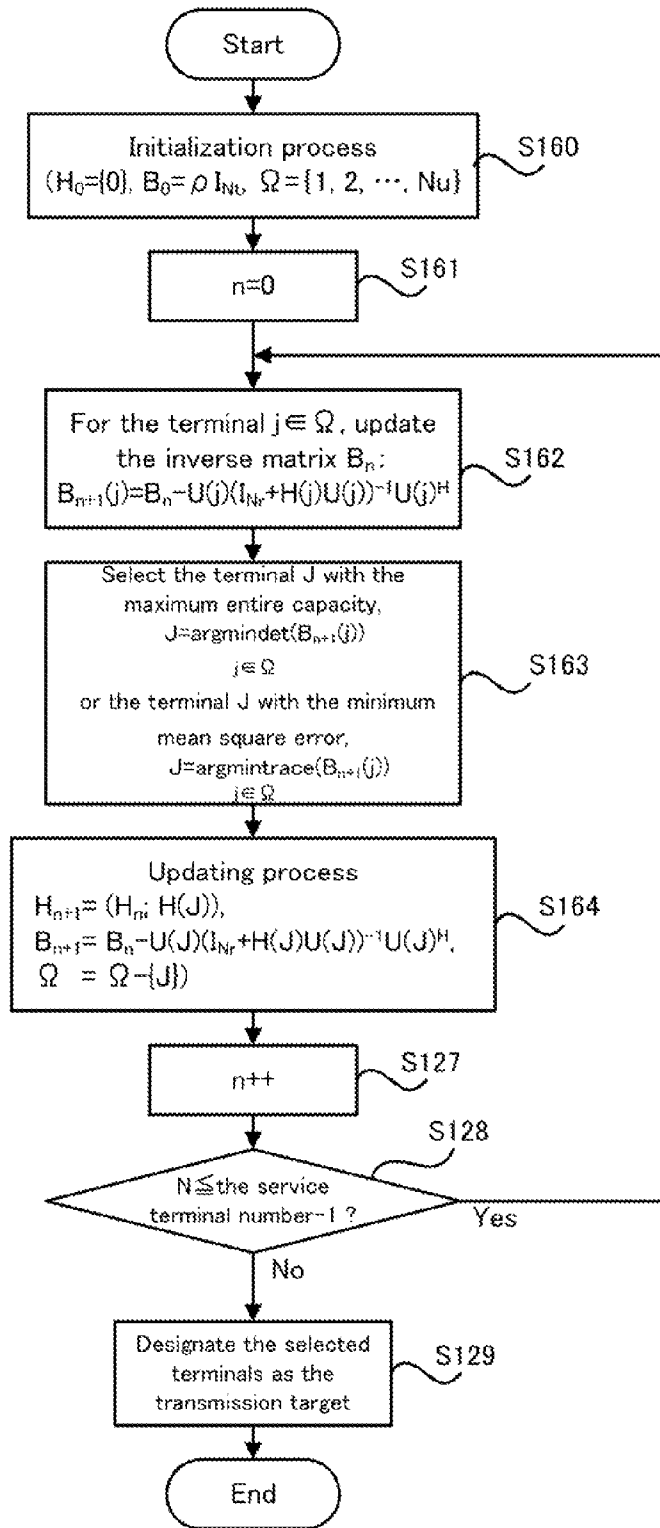 Start
Initialization process
(H₀={0}, B₀=ρI_Nt, Ω={1, 2, ⋯, Nu}
S160
n=0
S161
For the terminal j∈Ω, update
the inverse matrix Bₙ:
Bₙ₊₁(j)=Bₙ-U(j)(I_Nr+H(j)U(j))⁻¹U(j)ᴴ
S162
Select the terminal J with the
maximum entire capacity,
J=argmindet(Bₙ₊₁(j))
j∈Ω
or the terminal J with the minimum
mean square error,
J=argmintrace(Bₙ₊₁(j))
j∈Ω
S163
Updating process
Hₙ₊₁= (Hₙ; H(J)),
Bₙ₊₁= Bₙ-U(J)(I_Nr+H(J)U(J))⁻¹U(J)ᴴ,
Ω = Ω-{J})
S164
n++
S127
N≦the service
terminal number-1 ?
S128
Yes
No
Designate the selected
terminals as the
transmission target
S129
End